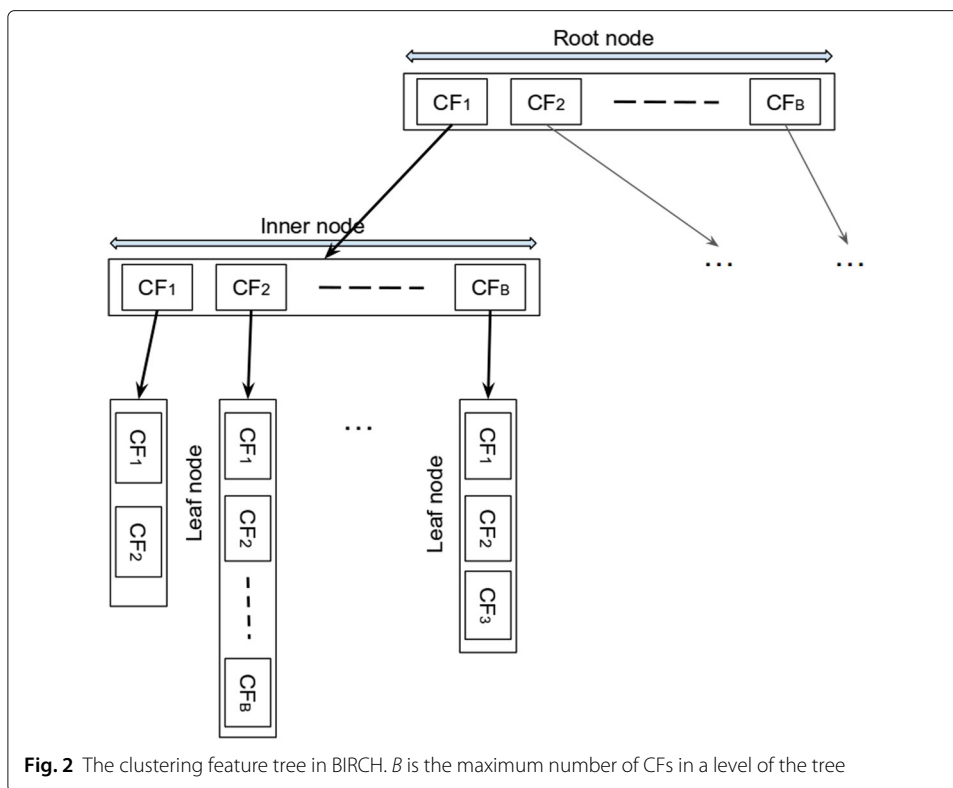 Root node
CF1 CF2 CFB
Inner node
CF1 CF2 CFB
... ...
CF1
CF2
Leaf node
CF1
CF2
CFB
...
Leaf node
CF1
CF2
CF3
Fig. 2 The clustering feature tree in BIRCH. B is the maximum number of CFs in a level of the tree